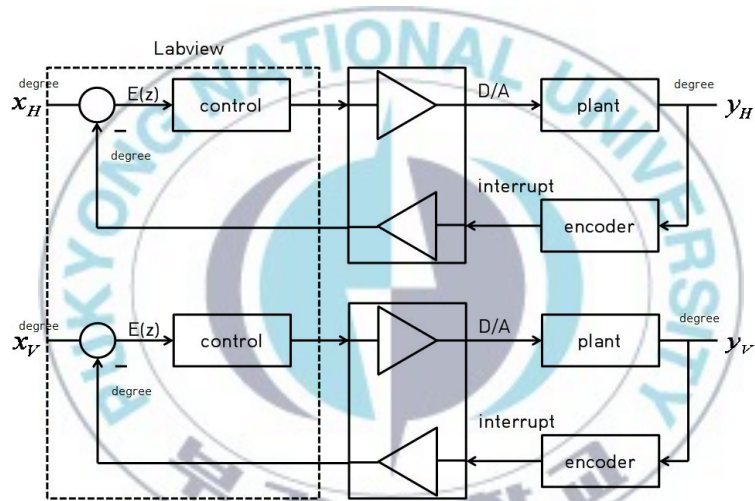 Labview
degree
x_H
E(z)
control
D/A
plant
degree
y_H
–
degree
interrupt
encoder
degree
x_V
E(z)
control
D/A
plant
degree
y_V
–
degree
interrupt
encoder
PUKYONG NATIONAL UNIVERSITY